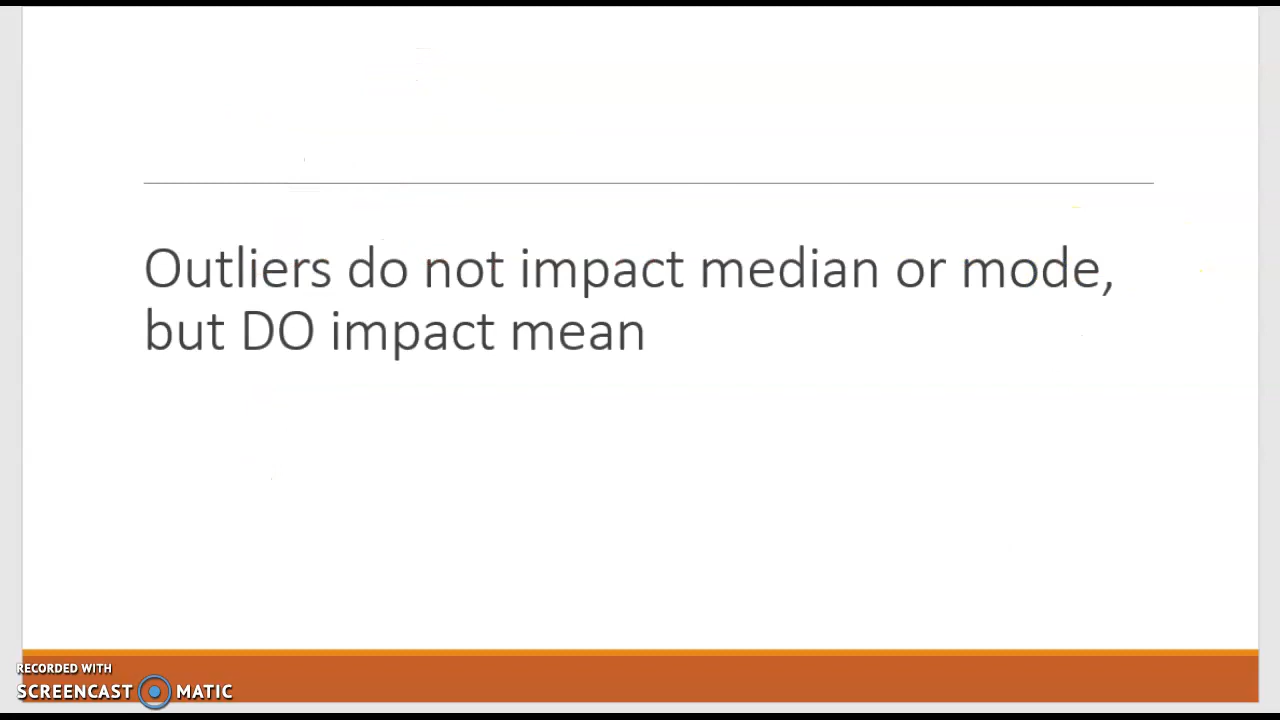 Outliers do not impact median or mode,
but DO impact mean
RECORDED WITH
SCREENCAST MATIC